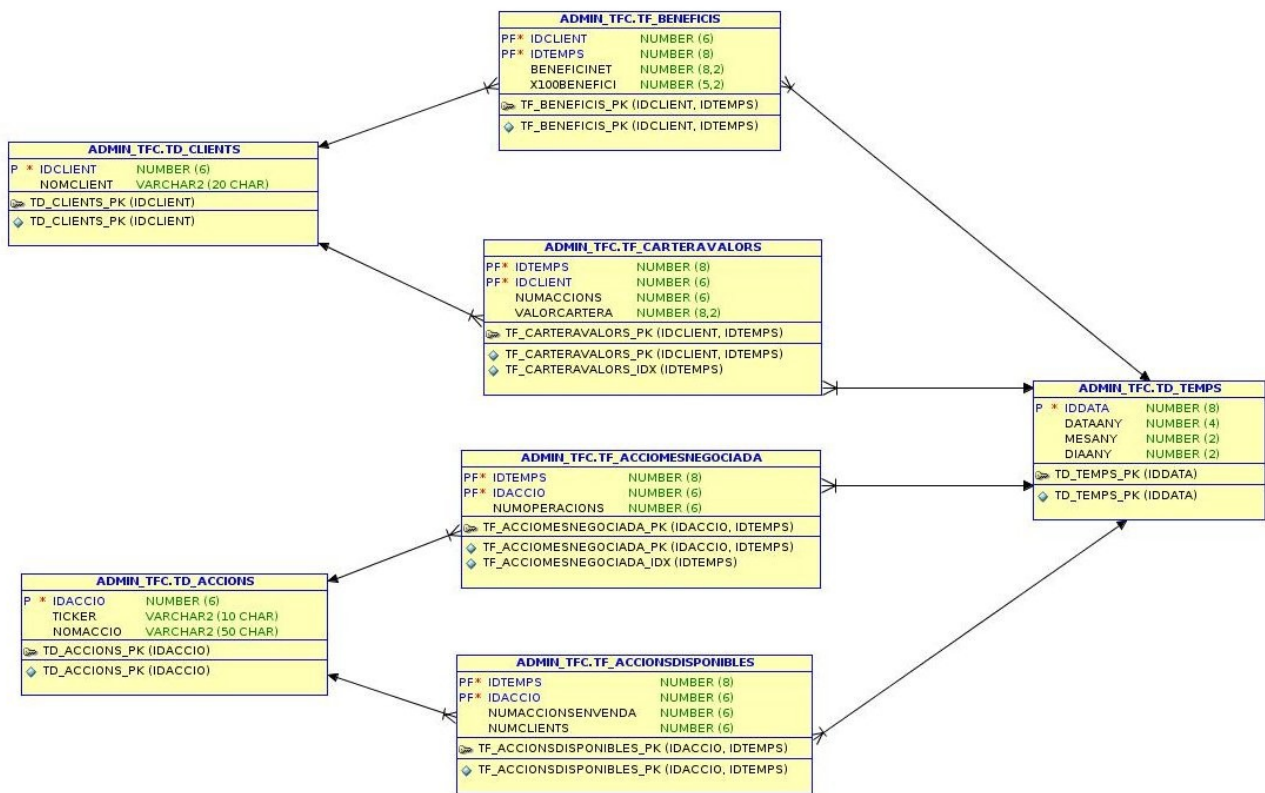 ADMIN_TFC.TF_BENEFICIS
PF* IDCLIENT NUMBER (6)
PF* IDTEMPS NUMBER (8)
BENEFICINET NUMBER (8,2)
X100BENEFICI NUMBER (5,2)
TF_BENEFICIS_PK (IDCLIENT, IDTEMPS)
TF_BENEFICIS_PK (IDCLIENT, IDTEMPS)
ADMIN_TFC.TD_CLIENTS
P * IDCLIENT NUMBER (6)
NOMCLIENT VARCHAR2 (20 CHAR)
TD_CLIENTS_PK (IDCLIENT)
TD_CLIENTS_PK (IDCLIENT)
ADMIN_TFC.TF_CARTERAVALORS
PF* IDTEMPS NUMBER (8)
PF* IDCLIENT NUMBER (6)
NUMACCIONS NUMBER (6)
VALORCARTERA NUMBER (8,2)
TF_CARTERAVALORS_PK (IDCLIENT, IDTEMPS)
TF_CARTERAVALORS_PK (IDCLIENT, IDTEMPS)
TF_CARTERAVALORS_IDX (IDTEMPS)
ADMIN_TFC.TD_TEMPS
P * IDDATA NUMBER (8)
DATAANY NUMBER (4)
MESANY NUMBER (2)
DIAANY NUMBER (2)
TD_TEMPS_PK (IDDATA)
TD_TEMPS_PK (IDDATA)
ADMIN_TFC.TF_ACCIOMESNEGOCIADA
PF* IDTEMPS NUMBER (8)
PF* IDACCIO NUMBER (6)
NUMOPERACIONS NUMBER (6)
TF_ACCIOMESNEGOCIADA_PK (IDACCIO, IDTEMPS)
TF_ACCIOMESNEGOCIADA_PK (IDACCIO, IDTEMPS)
TF_ACCIOMESNEGOCIADA_IDX (IDTEMPS)
ADMIN_TFC.TD_ACCIONS
P * IDACCIO NUMBER (6)
TICKER VARCHAR2 (10 CHAR)
NOMACCIO VARCHAR2 (50 CHAR)
TD_ACCIONS_PK (IDACCIO)
TD_ACCIONS_PK (IDACCIO)
ADMIN_TFC.TF_ACCIONSDISPONIBLES
PF* IDTEMPS NUMBER (8)
PF* IDACCIO NUMBER (6)
NUMACCIONSENVENDA NUMBER (6)
NUMCLIENTS NUMBER (6)
TF_ACCIONSDISPONIBLES_PK (IDACCIO, IDTEMPS)
TF_ACCIONSDISPONIBLES_PK (IDACCIO, IDTEMPS)